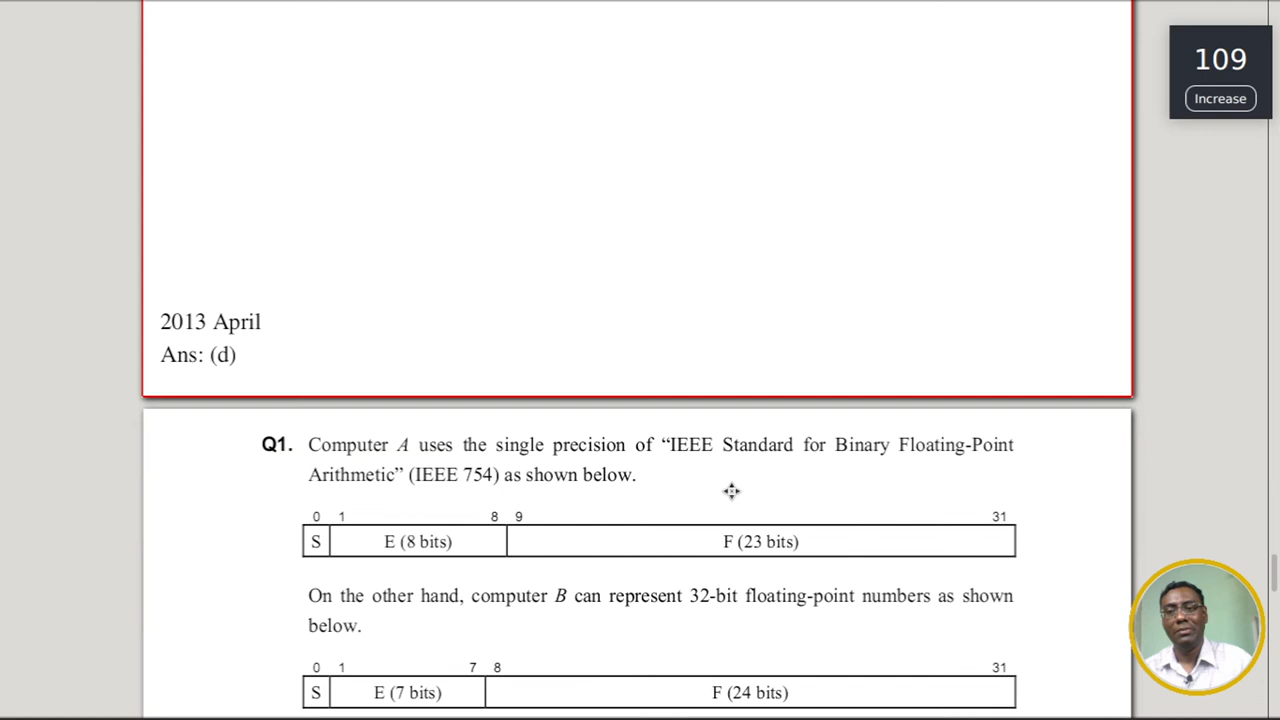 109
Increase
2013 April
Ans: (d)
Q1. Computer A uses the single precision of “IEEE Standard for Binary Floating-Point
Arithmetic” (IEEE 754) as shown below.
0 1 8 9 31
S E (8 bits) F (23 bits)
On the other hand, computer B can represent 32-bit floating-point numbers as shown
below.
0 1 7 8 31
S E (7 bits) F (24 bits)